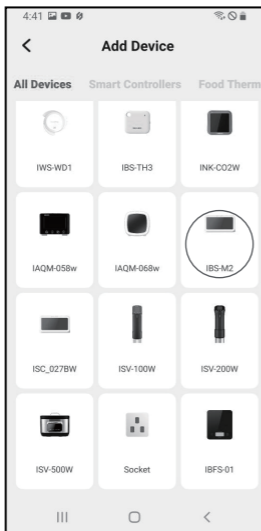 4:41
Add Device
All Devices Smart Controllers Food Therm
IWS-WD1 IBS-TH3 INK-CO2W
IAQM-058w IAQM-068w IBS-M2
ISC_027BW ISV-100W ISV-200W
ISV-500W Socket IBFS-01